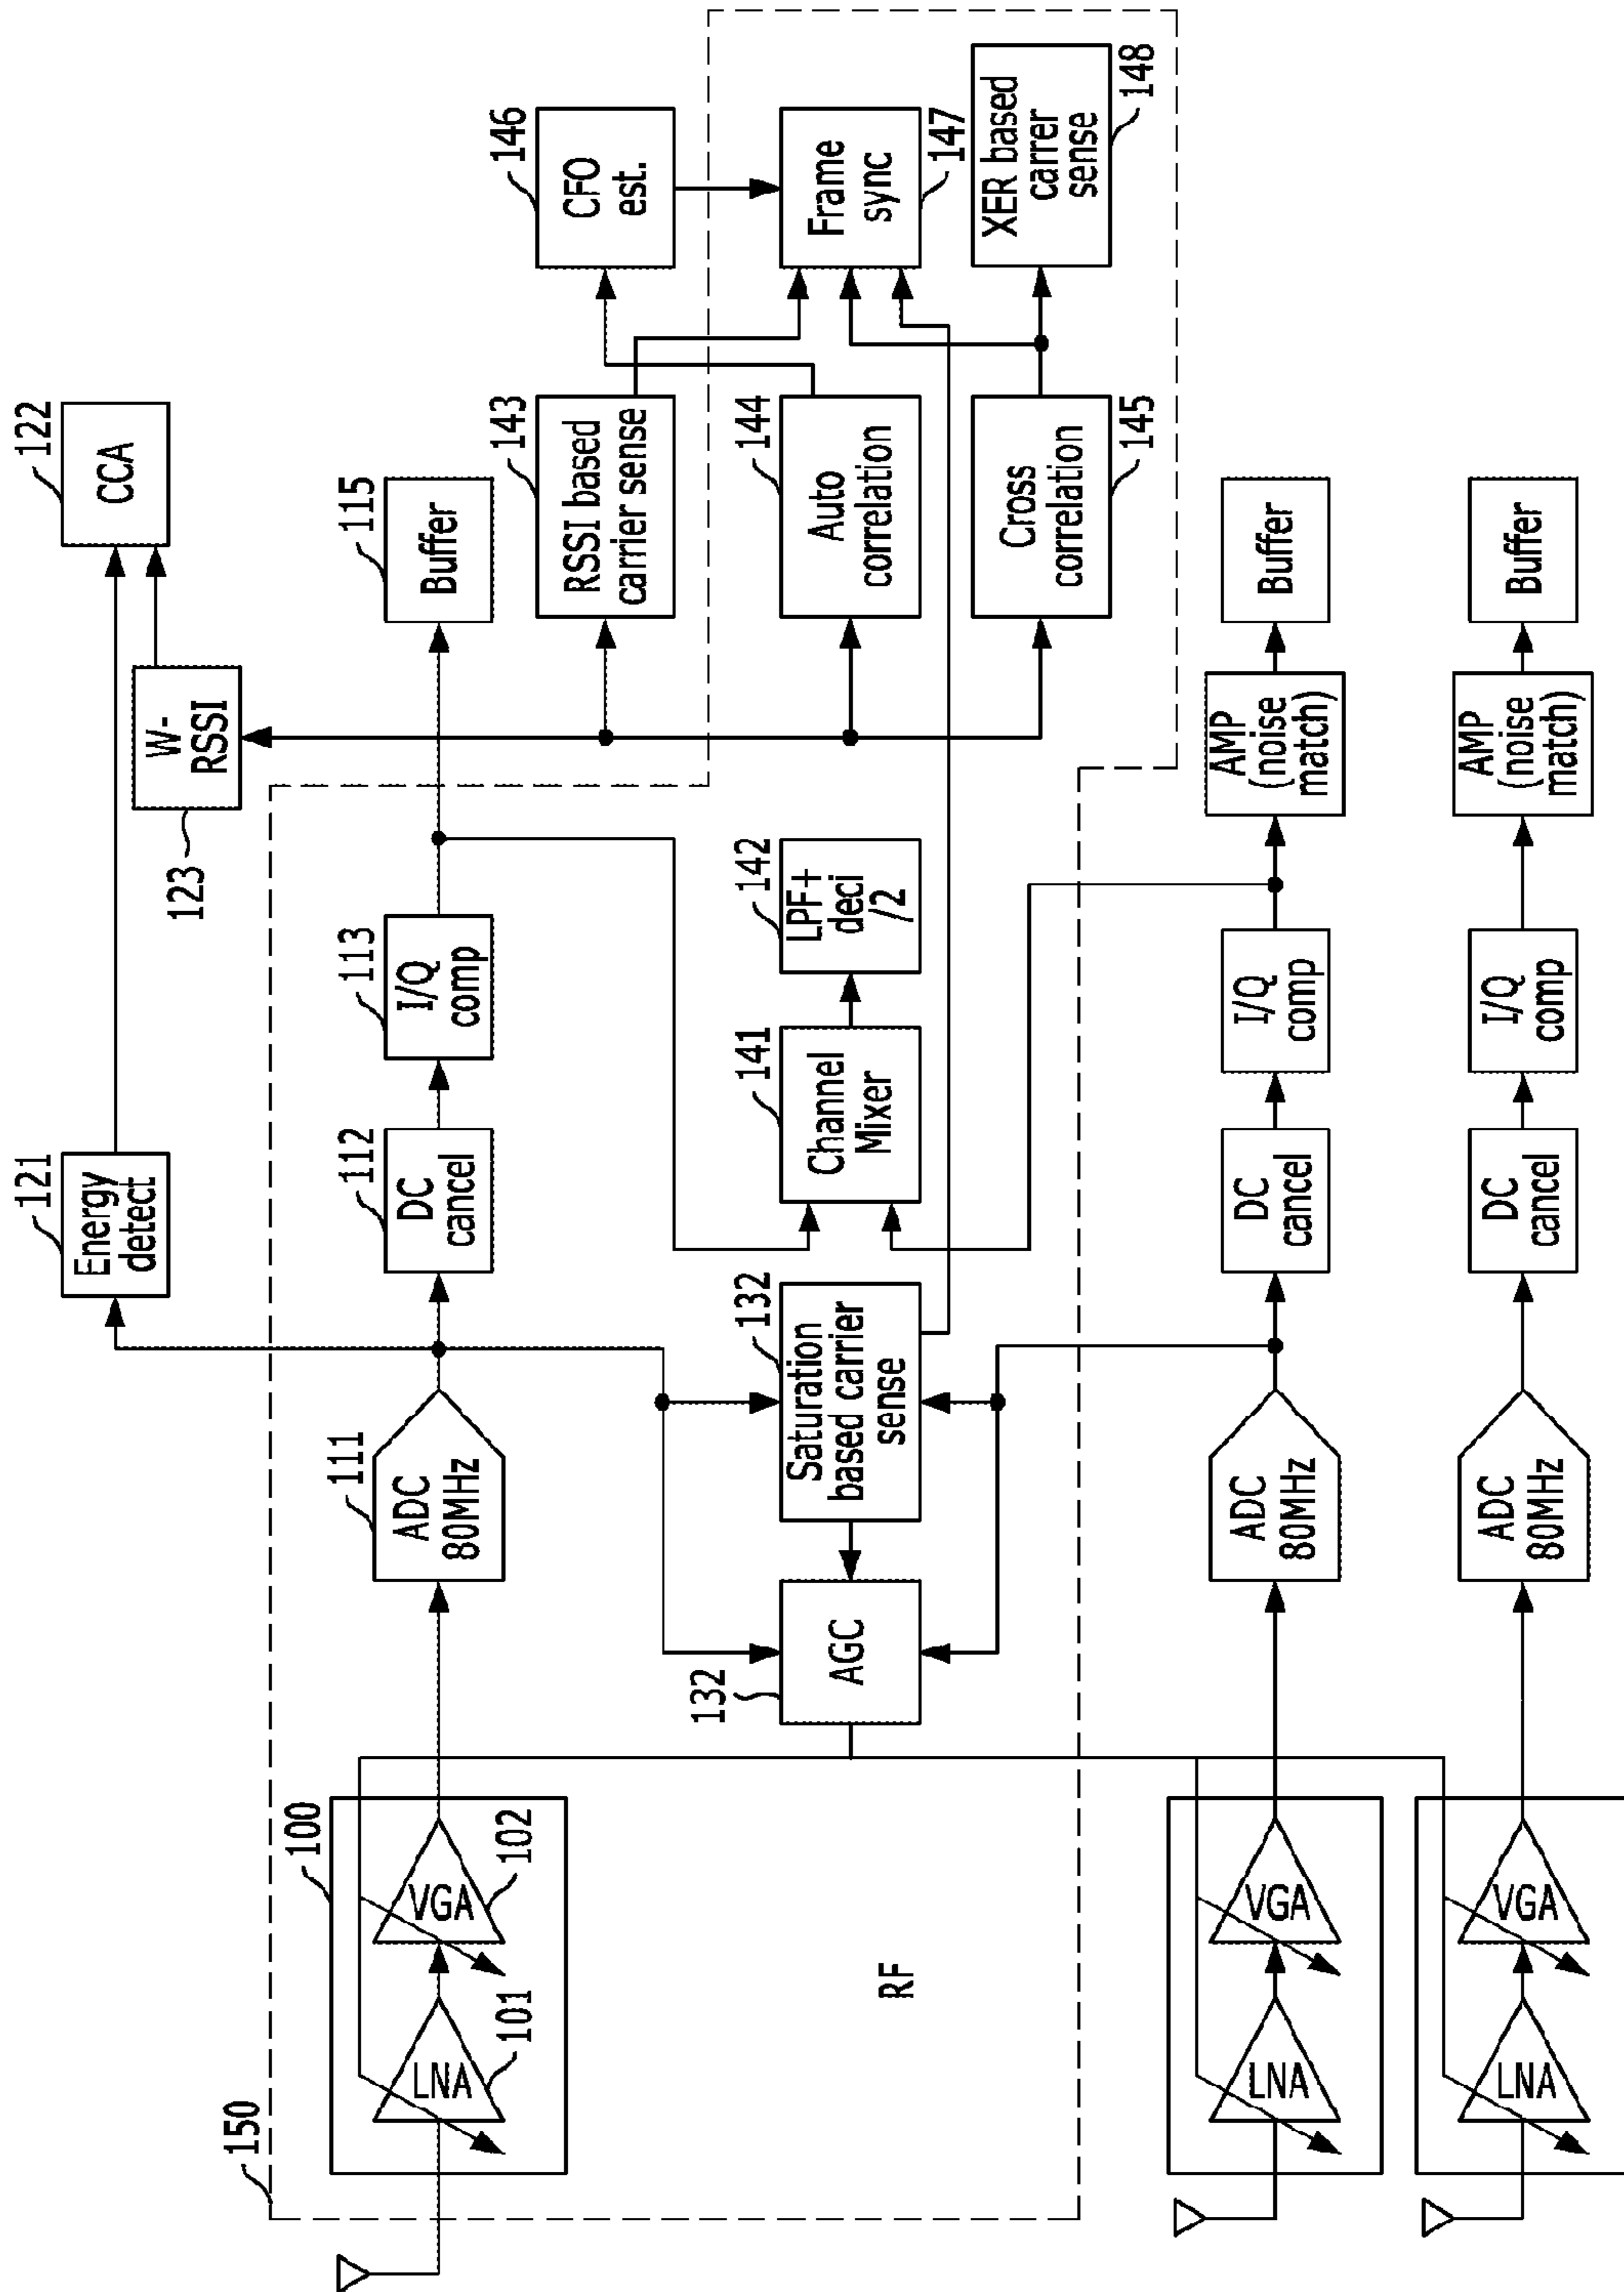 121
Energy
detect
122
CCA
W-
RSSI
123
150
100
LNA
101
VGA
102
111
ADC
80MHz
112
DC
cancel
113
I/Q
comp
115
Buffer
143
RSSI based
carrier sense
146
CFO
est.
132
AGC
132
Saturation
based carrier
sense
141
Channel
Mixer
142
LPF+
deci
/2
144
Auto
correlation
Frame
sync
147
RF
Cross
correlation
145
XER based
carrer
sense
148
LNA
VGA
ADC
80MHz
DC
cancel
I/Q
comp
AMP
(noise
match)
Buffer
LNA
VGA
ADC
80MHz
DC
cancel
I/Q
comp
AMP
(noise
match)
Buffer